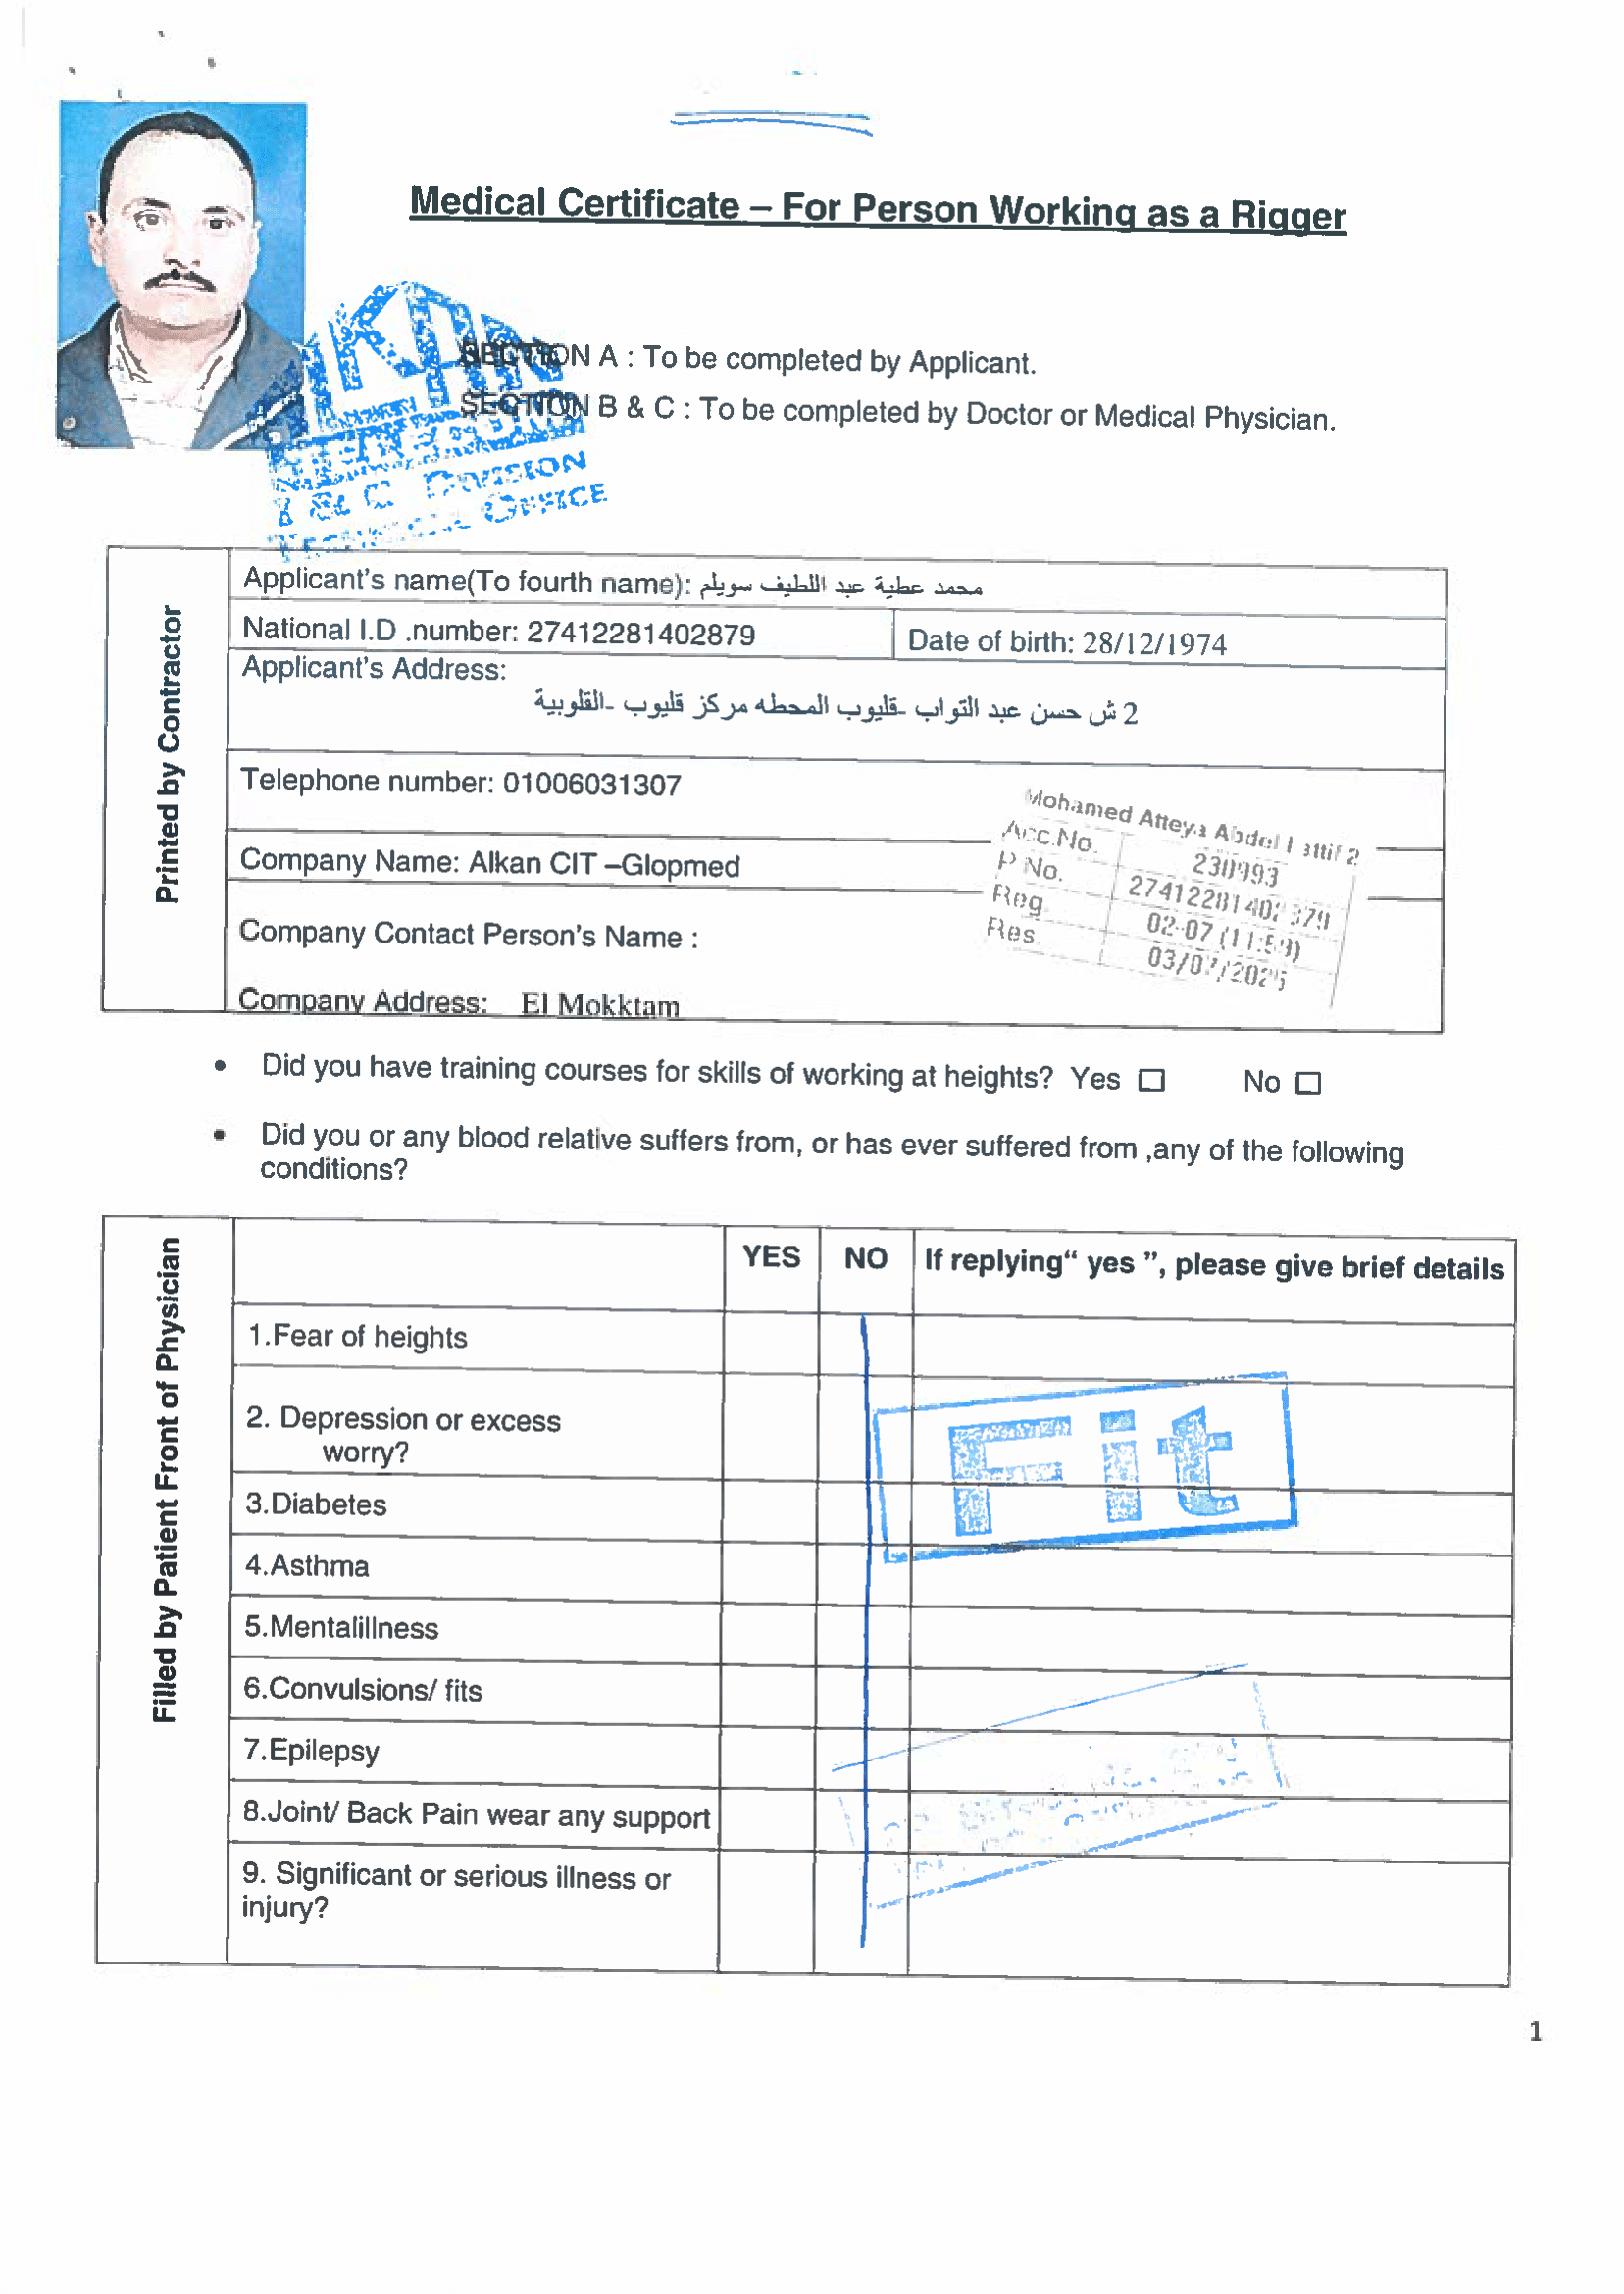 Medical Certificate – For Person Working as a Rigger
SECTION A : To be completed by Applicant.
SECTION B & C : To be completed by Doctor or Medical Physician.
I & C DIVISION
OFFICE
Printed by Contractor
Applicant's name(To fourth name): محمد عطية عبد اللطيف سويلم
National I.D .number: 27412281402879
Date of birth: 28/12/1974
Applicant's Address:
2 ش حسن عبد التواب -قليوب المحطه مركز قليوب -القلوبية
Telephone number: 01006031307
Company Name: Alkan CIT –Glopmed
Company Contact Person's Name :
Company Address: El Mokktam
Mohamed Atteya Abdel Lattif 2
Acc.No. 230993
P No. 27412281402879
Reg. 02-07 (11:59)
Res. 03/07/2025
• Did you have training courses for skills of working at heights? Yes □ No □
• Did you or any blood relative suffers from, or has ever suffered from ,any of the following
conditions?
Filled by Patient Front of Physician
YES NO If replying“ yes ”, please give brief details
1.Fear of heights
2. Depression or excess
worry?
3.Diabetes
4.Asthma
5.Mentalillness
6.Convulsions/ fits
7.Epilepsy
8.Joint/ Back Pain wear any support
9. Significant or serious illness or
injury?
Fit
1